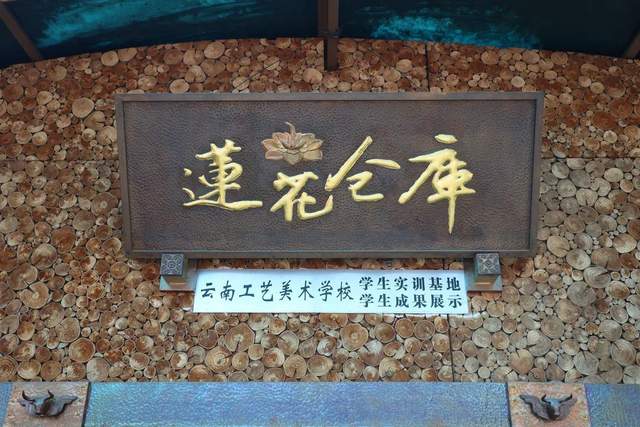 蓮花仓库
云南工艺美术学校 学生实训基地
学生成果展示